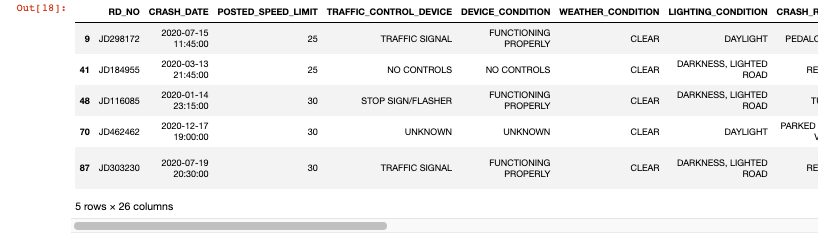 Out[18]:
RD_NO CRASH_DATE POSTED_SPEED_LIMIT TRAFFIC_CONTROL_DEVICE DEVICE_CONDITION WEATHER_CONDITION LIGHTING_CONDITION CRASH_R
9 JD298172 2020-07-15 11:45:00 25 TRAFFIC SIGNAL FUNCTIONING PROPERLY CLEAR DAYLIGHT PEDALC
41 JD184955 2020-03-13 21:45:00 25 NO CONTROLS NO CONTROLS CLEAR DARKNESS, LIGHTED ROAD RE
48 JD116085 2020-01-14 23:15:00 30 STOP SIGN/FLASHER FUNCTIONING PROPERLY CLEAR DARKNESS, LIGHTED ROAD TU
70 JD462462 2020-12-17 19:00:00 30 UNKNOWN UNKNOWN CLEAR DAYLIGHT PARKED V
87 JD303230 2020-07-19 20:30:00 30 TRAFFIC SIGNAL FUNCTIONING PROPERLY CLEAR DARKNESS, LIGHTED ROAD RE
5 rows × 26 columns